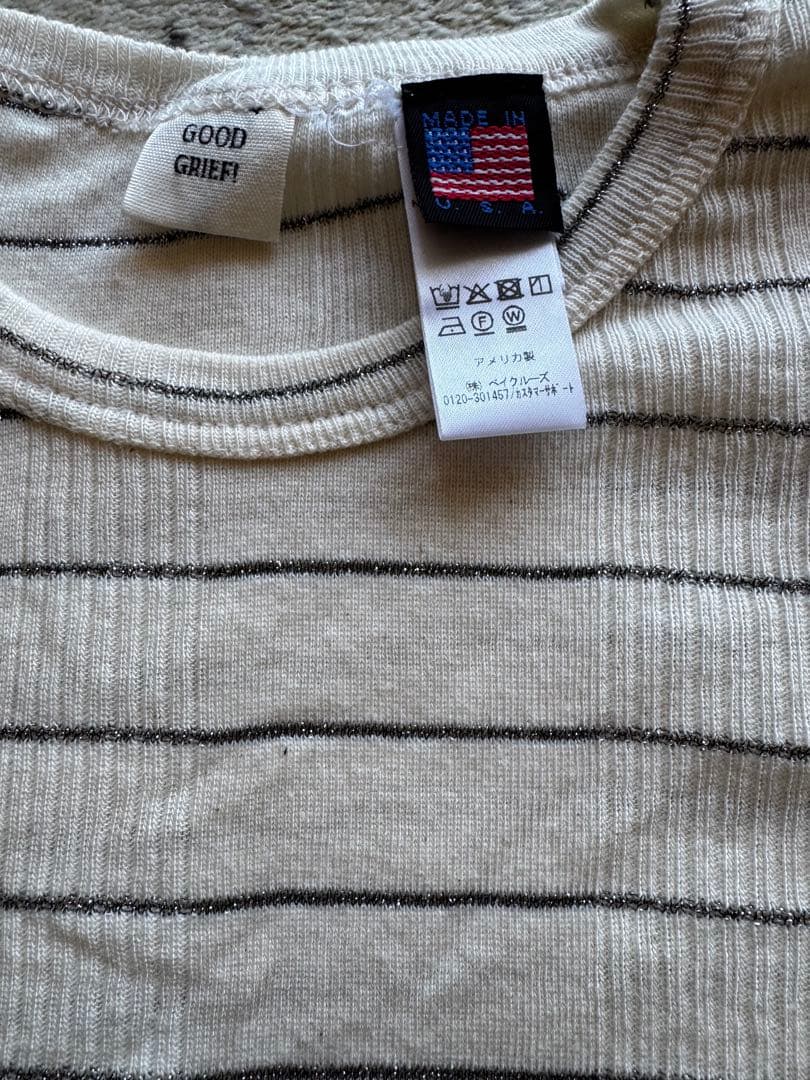 GOOD
GRIEF!
MADE IN
U. S. A.
F W
アメリカ製
(株) ベイクルーズ
0120-301457/カスタマーサポート